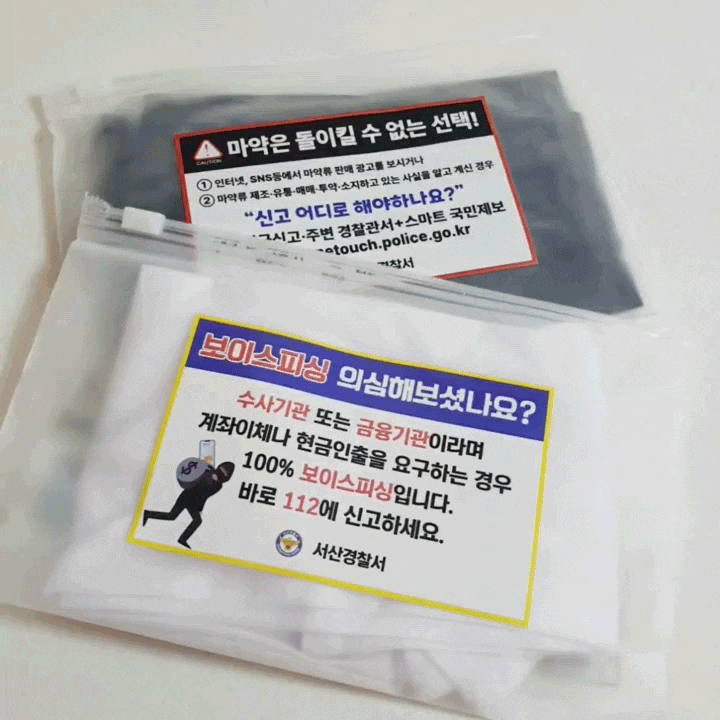 CAUTION
마약은 돌이킬 수 없는 선택!
① 인터넷, SNS등에서 마약류 판매 광고를 보시거나
② 마약류 제조·유통·매매·투약·소지하고 있는 사실을 알고 계신 경우
“신고 어디로 해야하나요?”
주변 경찰관서+스마트 국민제보
etouch.police.go.kr
경찰서
보이스피싱 의심해보셨나요?
수사기관 또는 금융기관이라며
계좌이체나 현금인출을 요구하는 경우
100% 보이스피싱입니다.
바로 112에 신고하세요.
서산경찰서